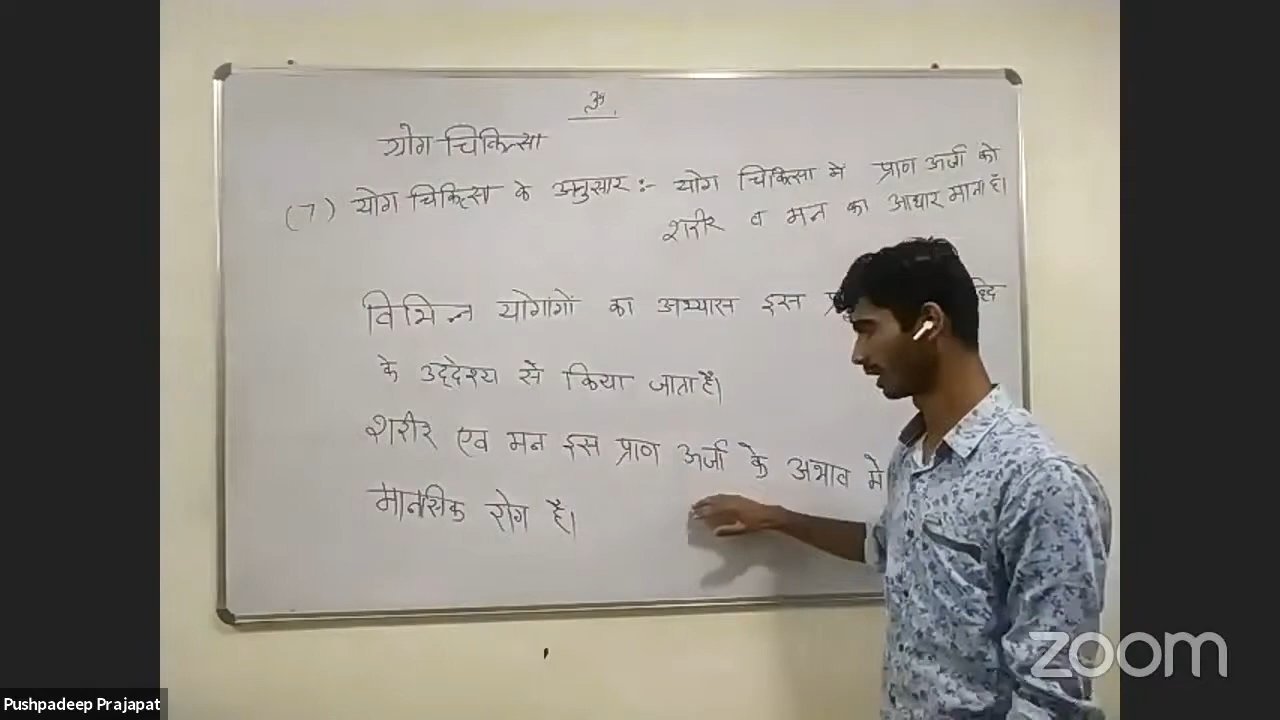 ॐ
योग चिकित्सा
(7) योग चिकित्सा के अनुसार :- योग चिकित्सा में प्राण ऊर्जा को
शरीर व मन का आधार माना है।
विभिन्न योगांगों का अभ्यास इस
के उद्देश्य से किया जाता है।
शरीर एव मन इस प्राण ऊर्जा के अभाव मे
मानसिक रोग है।
zoom
Pushpadeep Prajapat